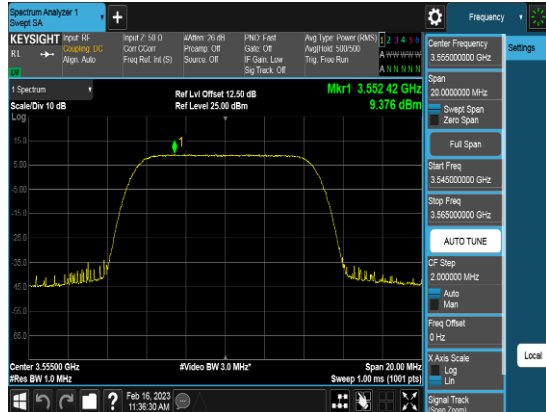 Spectrum Analyzer 1
Swept SA
+
Frequency
KEYSIGHT
RL
Input: RF
Coupling: DC
Align: Auto
Input Z: 50 Ω
Corr CCorr
Freq Ref: Int (S)
#Atten: 26 dB
Preamp: Off
Source: Off
PNO: Fast
Gate: Off
IF Gain: Low
Sig Track: Off
Avg Type: Power (RMS)
Avg|Hold: 500/500
Trig: Free Run
1 2 3 4 5 6
A W W W W W
A N N N N N
1 Spectrum
Scale/Div 10 dB
Log
Ref Lvl Offset 12.50 dB
Ref Level 25.00 dBm
Mkr1 3.552 42 GHz
9.376 dBm
1
15.0
5.00
-5.00
-15.0
-25.0
-35.0
-45.0
-55.0
-65.0
Center 3.55500 GHz
#Res BW 1.0 MHz
#Video BW 3.0 MHz*
Span 20.00 MHz
Sweep 1.00 ms (1001 pts)
Feb 16, 2023
11:36:30 AM
Center Frequency
3.555000000 GHz
Span
20.0000000 MHz
Swept Span
Zero Span
Full Span
Start Freq
3.545000000 GHz
Stop Freq
3.565000000 GHz
AUTO TUNE
CF Step
2.000000 MHz
Auto
Man
Freq Offset
0 Hz
X Axis Scale
Log
Lin
Signal Track
(Span Zoom)
Settings
Local